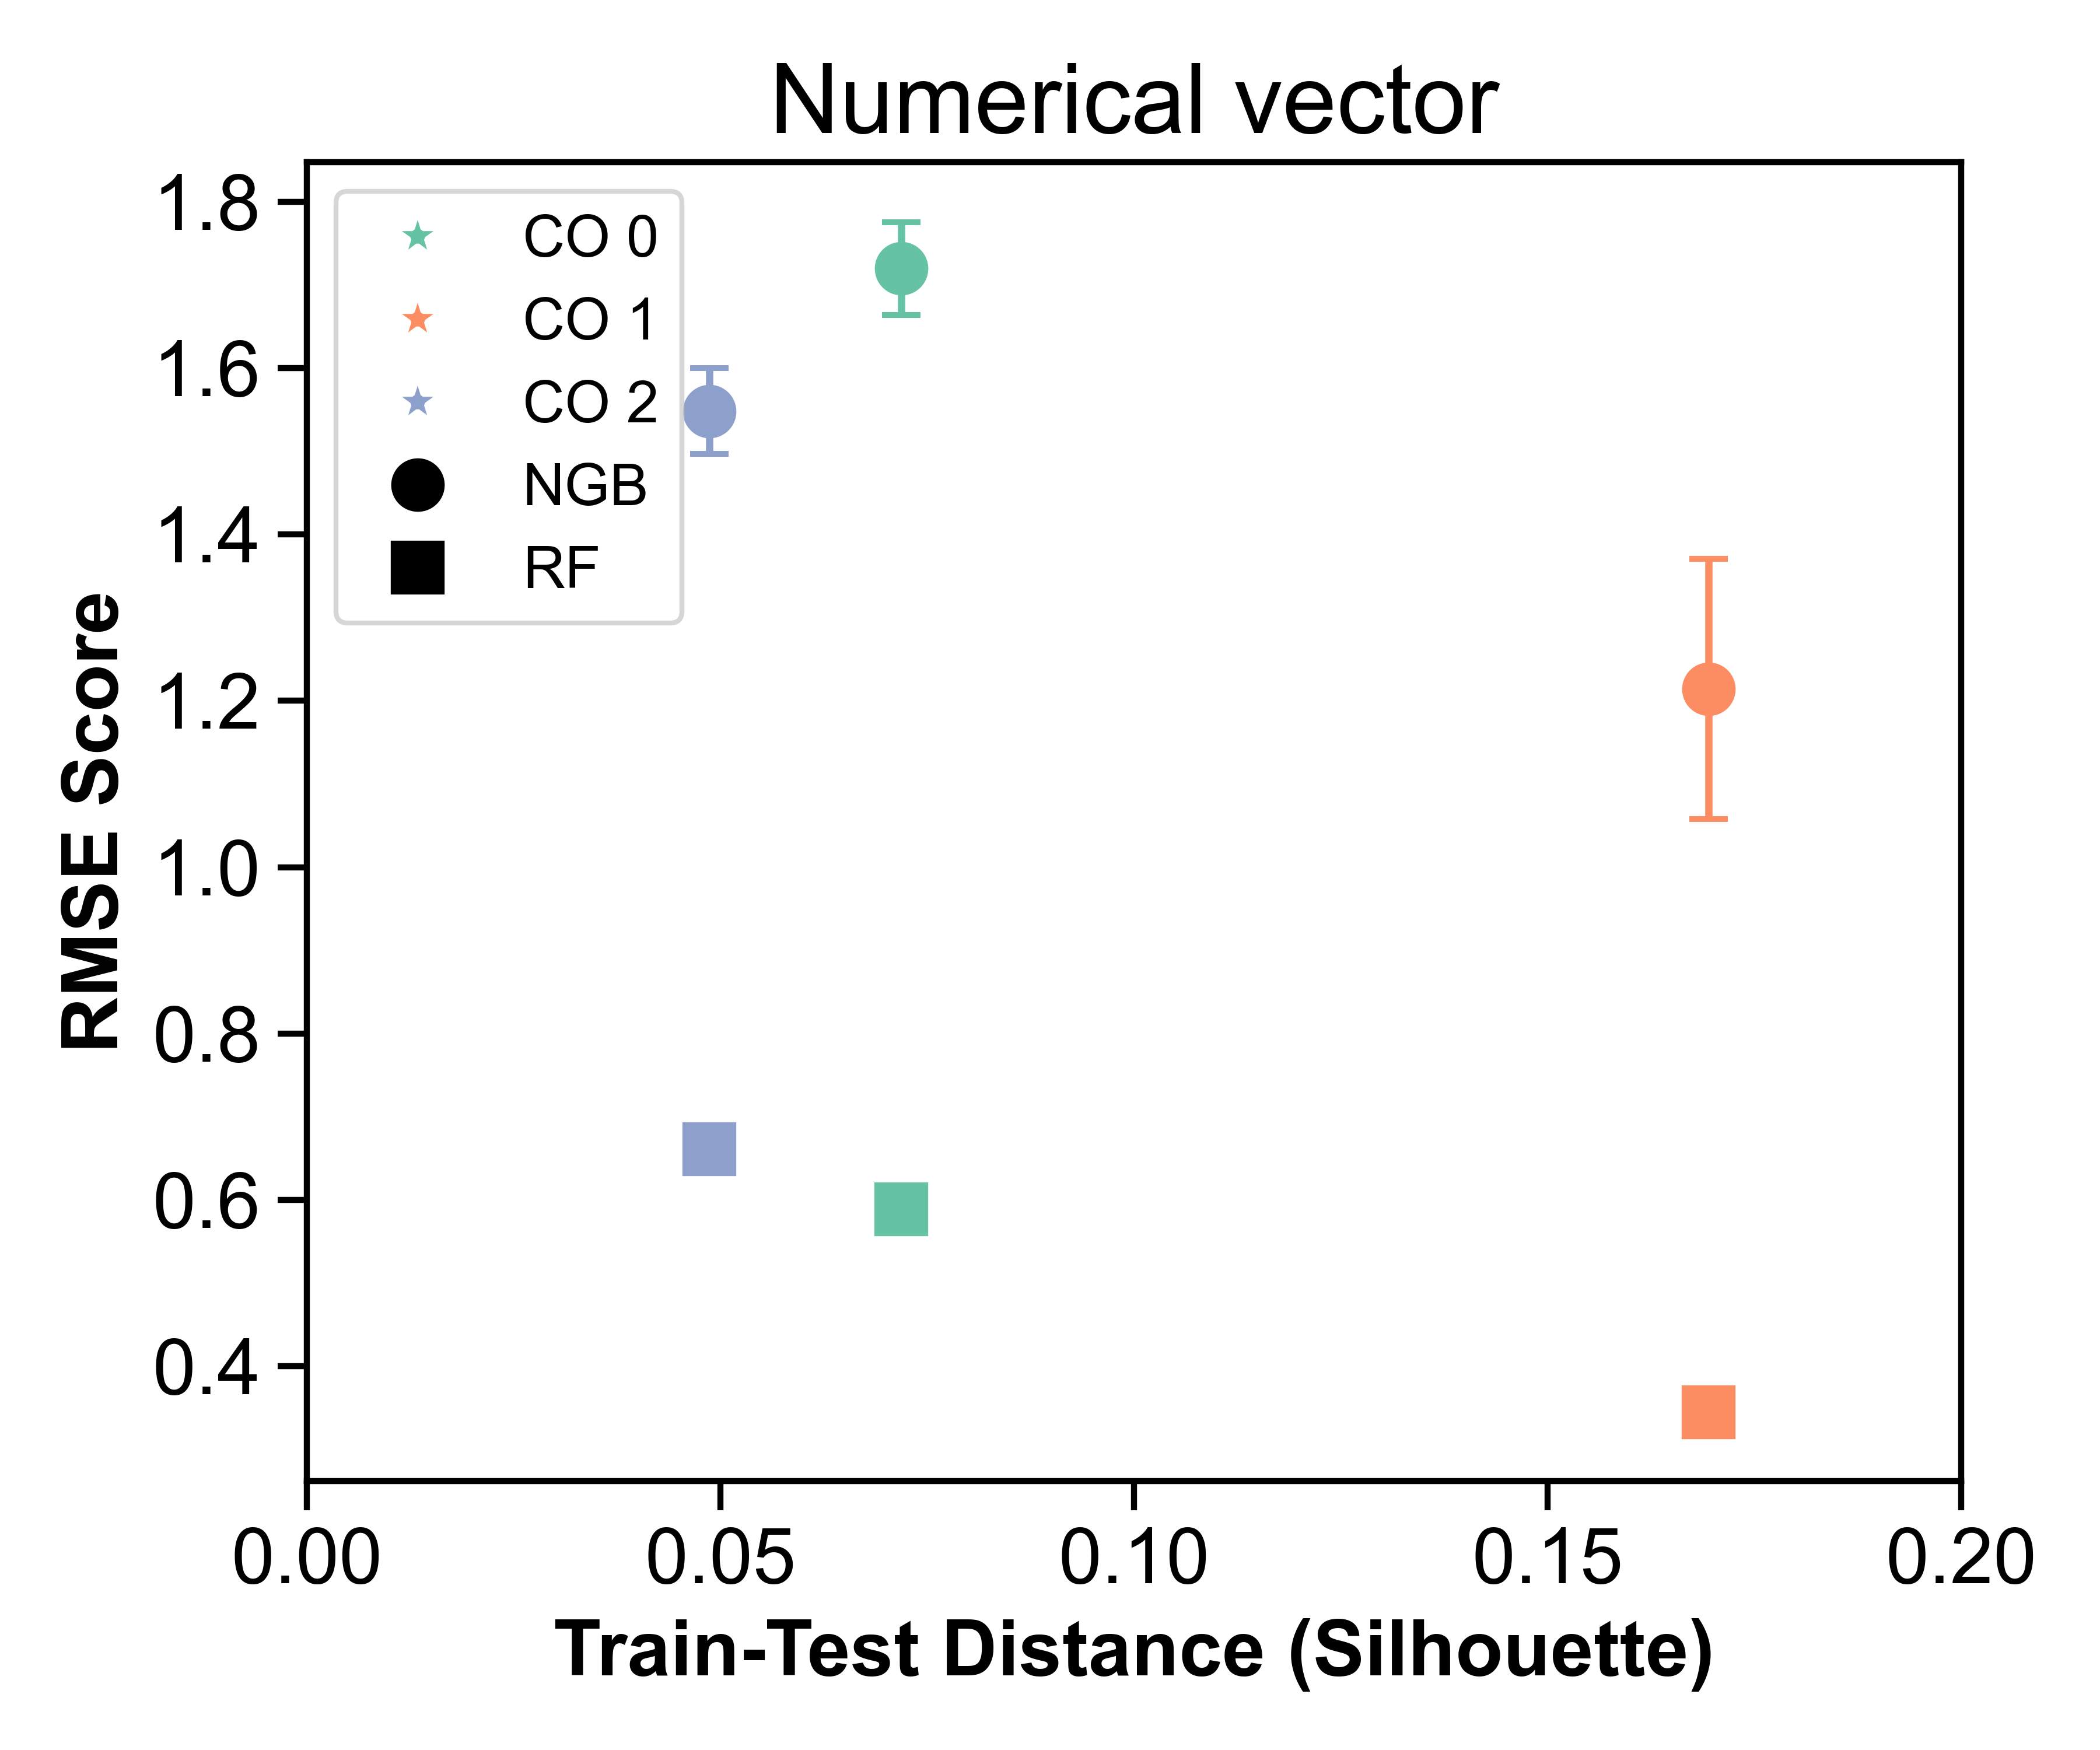 Numerical vector
CO 0
CO 1
CO 2
NGB
RF
RMSE Score
1.8
1.6
1.4
1.2
1.0
0.8
0.6
0.4
0.00 0.05 0.10 0.15 0.20
Train-Test Distance (Silhouette)